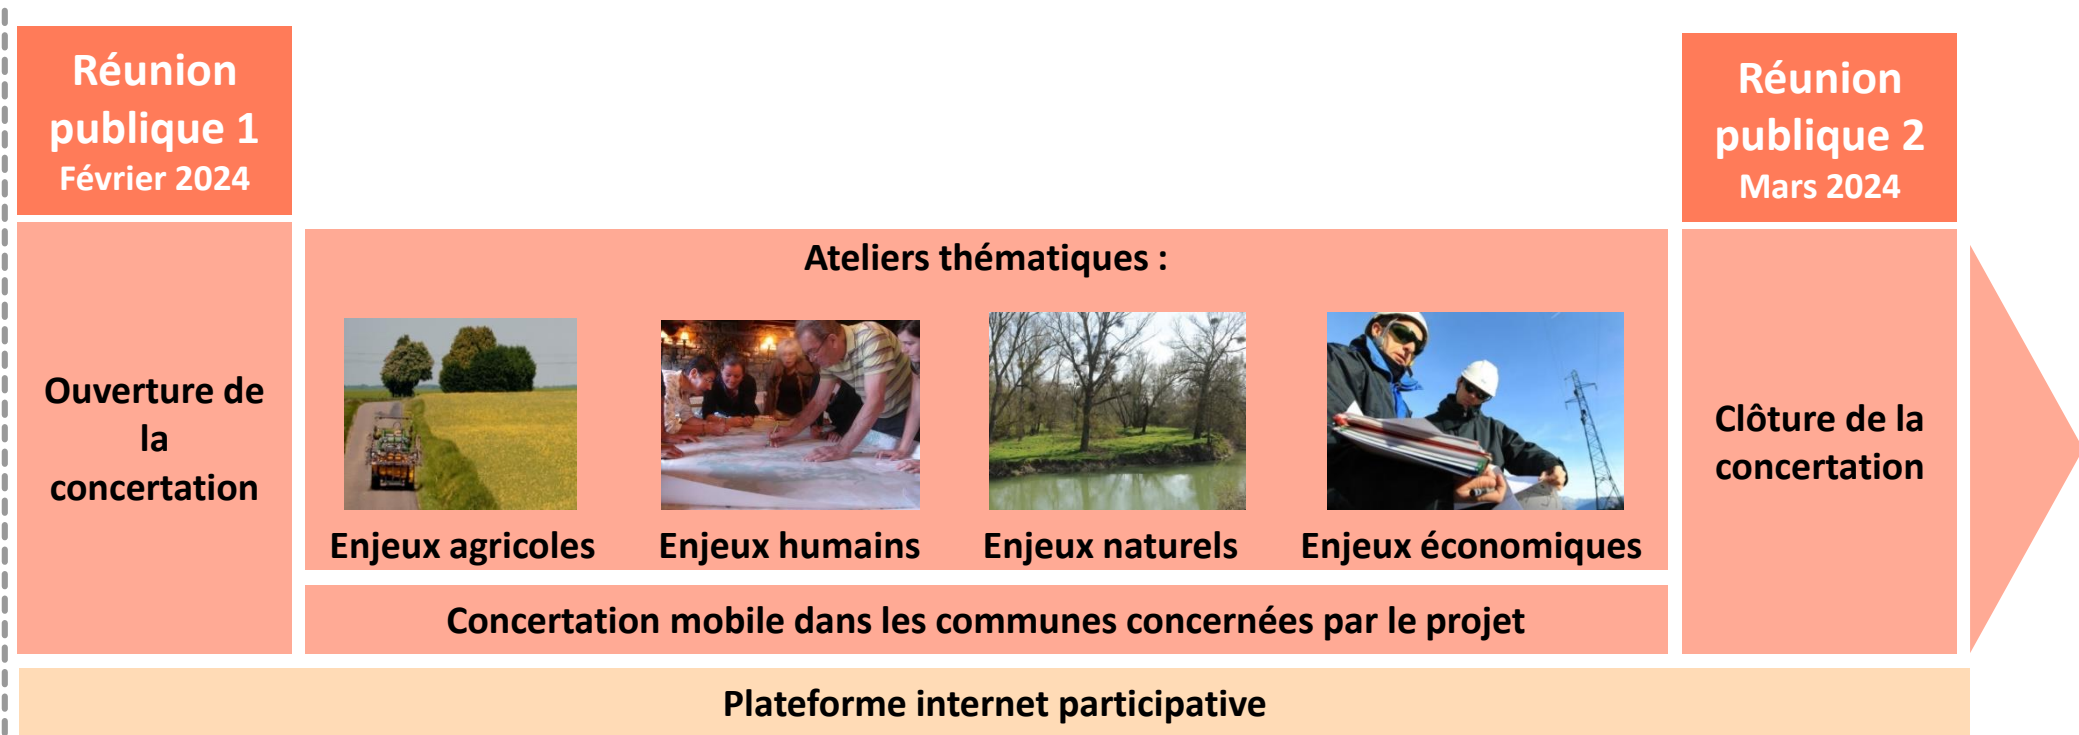 Réunion
publique 1
Février 2024
Ouverture de
la
concertation
Ateliers thématiques :
Enjeux agricoles
Enjeux humains
Enjeux naturels
Enjeux économiques
Concertation mobile dans les communes concernées par le projet
Réunion
publique 2
Mars 2024
Clôture de la
concertation
Plateforme internet participative